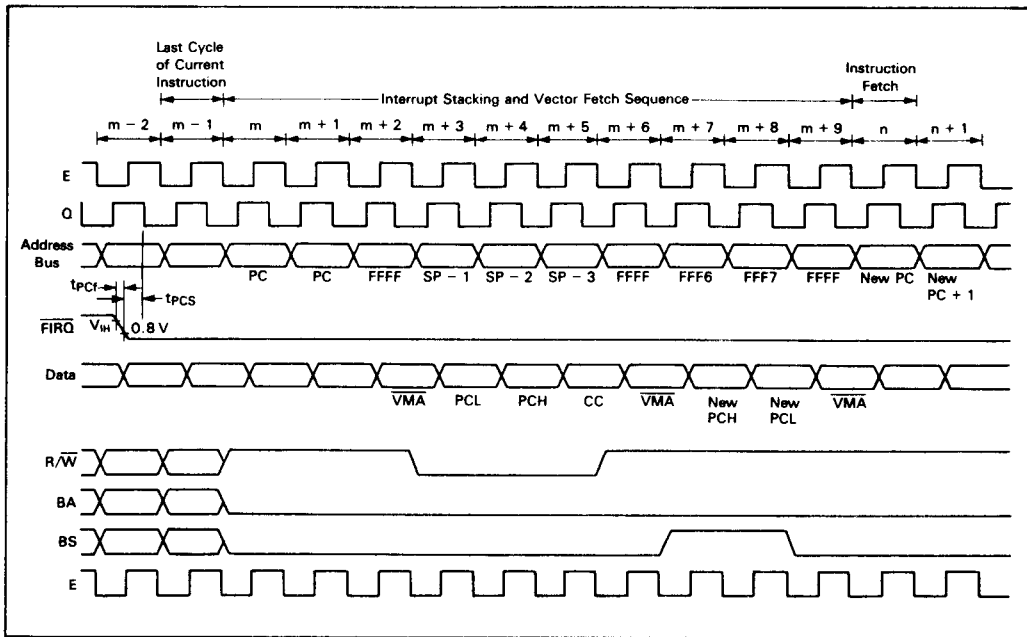 Last Cycle
of Current
Instruction
Instruction
Fetch
Interrupt Stacking and Vector Fetch Sequence
m - 2 m - 1 m m + 1 m + 2 m + 3 m + 4 m + 5 m + 6 m + 7 m + 8 m + 9 n n + 1
E
Q
Address
Bus
PC PC FFFF SP - 1 SP - 2 SP - 3 FFFF FFF6 FFF7 FFFF New PC New
PC + 1
tPCf
tPCS
FIRQ VIH 0.8 V
Data
VMA PCL PCH CC VMA New
PCH New
PCL VMA
R/W
BA
BS
E